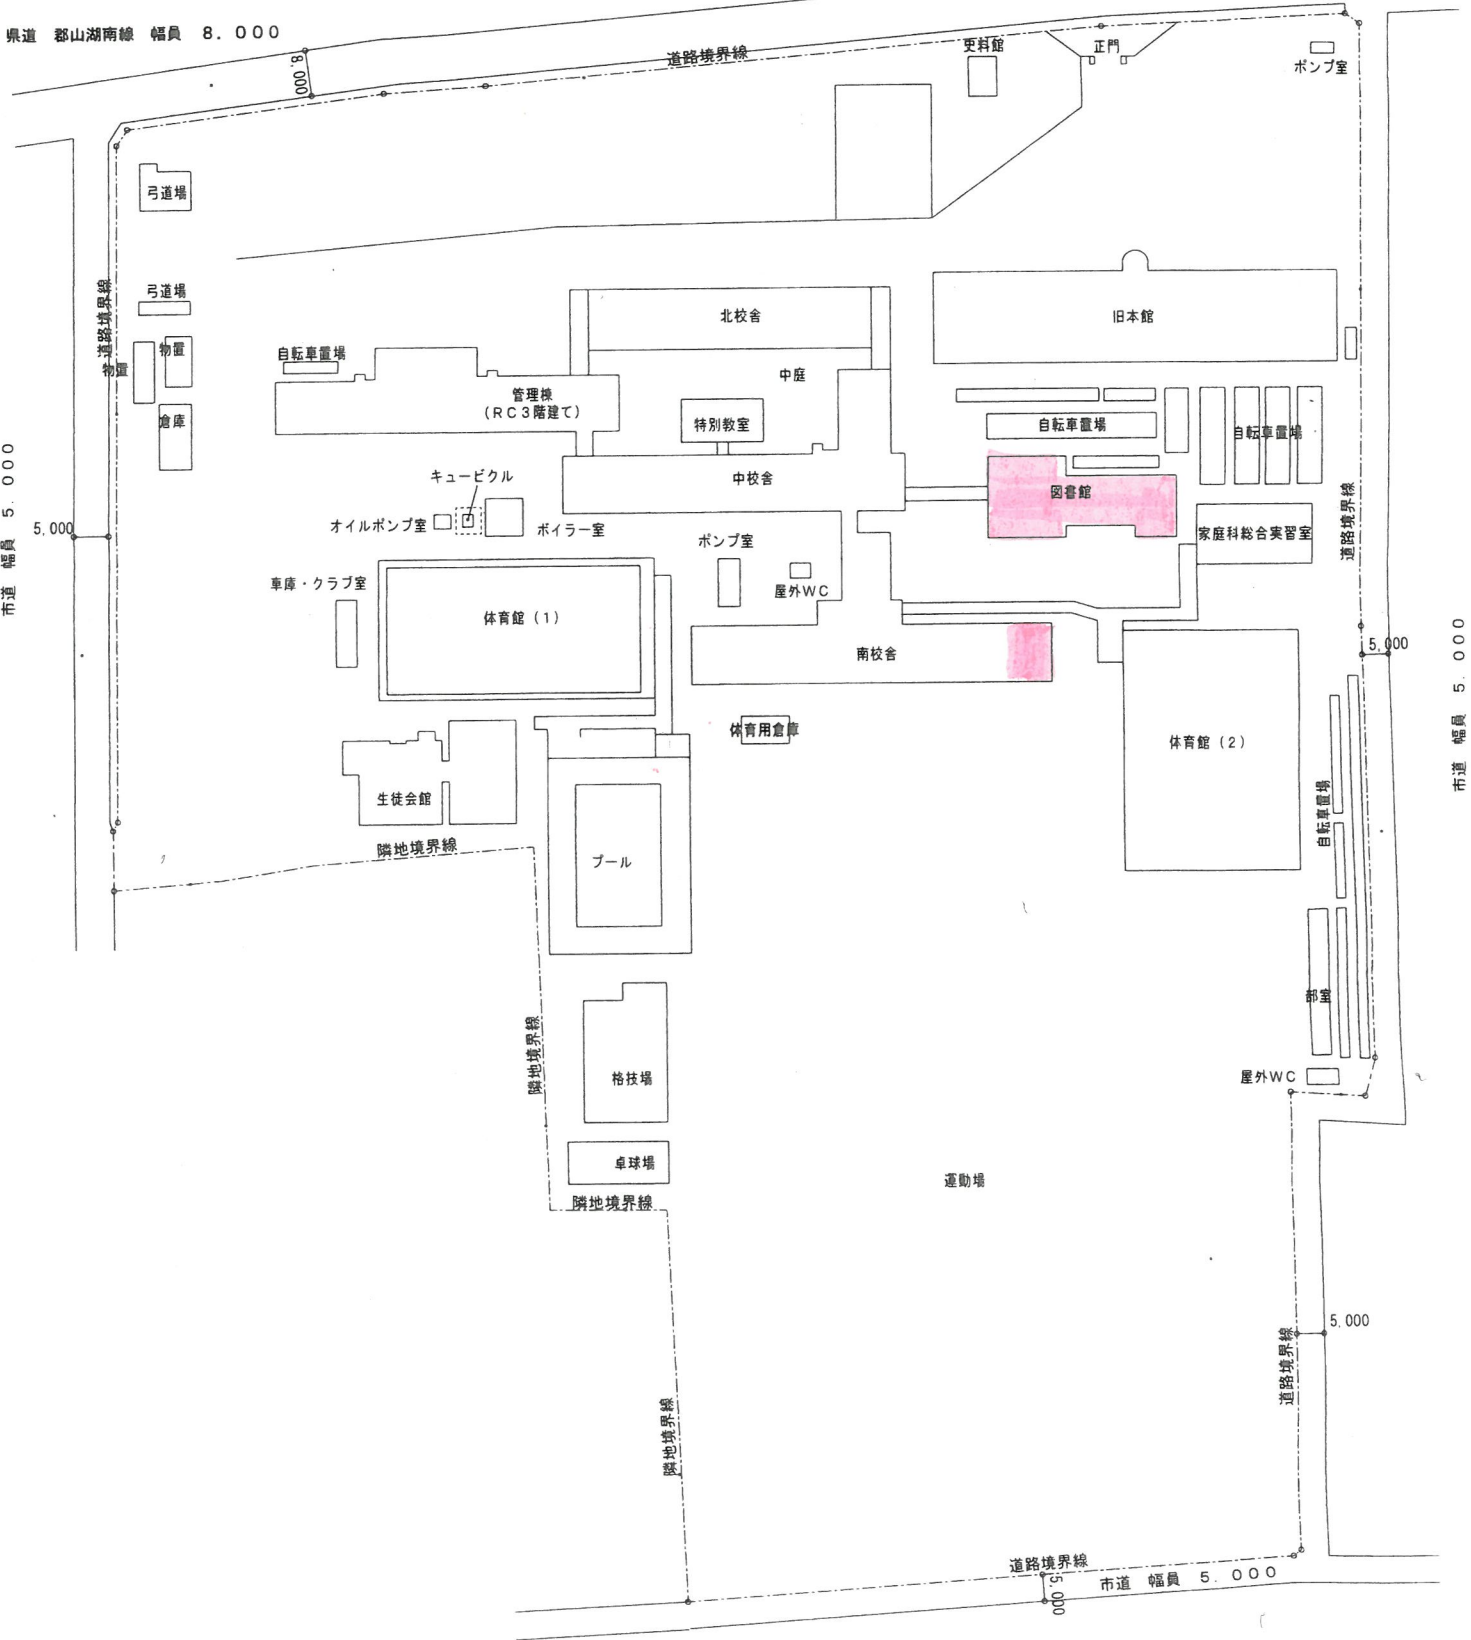 県道 郡山湖南線 幅員 8.000
8.000
道路境界線
史料館
正門
ポンプ室
弓道場
弓道場
道路境界線
物置
物置
倉庫
自転車置場
管理棟
(RC3階建て)
北校舎
中庭
特別教室
中校舎
旧本館
自転車置場
自転車置場
図書館
家庭科総合実習室
道路境界線
キュービクル
オイルポンプ室
ボイラー室
ポンプ室
屋外WC
市道 幅員 5.000
5,000
車庫・クラブ室
体育館(1)
南校舎
体育用倉庫
体育館(2)
5,000
市道 幅員 5.000
自転車置場
生徒会館
隣地境界線
プール
部室
屋外WC
隣地境界線
格技場
卓球場
隣地境界線
運動場
5,000
道路境界線
隣地境界線
道路境界線
5.000
市道 幅員 5.000